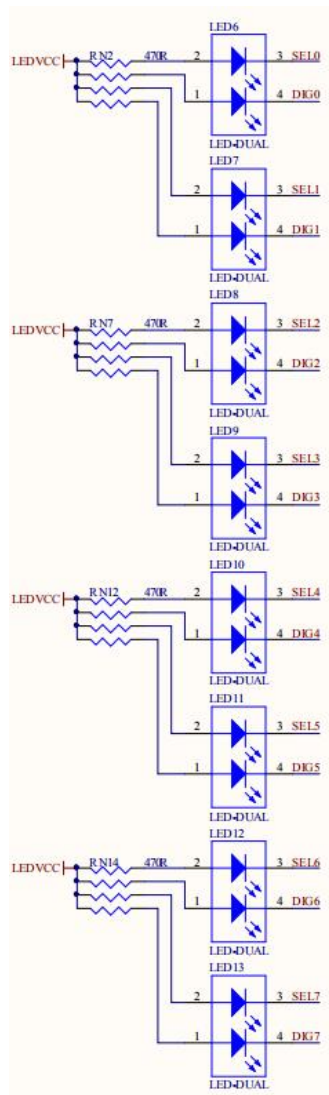 LED6
LEDVCC RN2 470R 2 3 SEL0
1 4 DIG0
LED-DUAL
LED7
2 3 SEL1
1 4 DIG1
LED-DUAL
LED8
LEDVCC RN7 470R 2 3 SEL2
1 4 DIG2
LED-DUAL
LED9
2 3 SEL3
1 4 DIG3
LED-DUAL
LED10
LEDVCC RN12 470R 2 3 SEL4
1 4 DIG4
LED-DUAL
LED11
2 3 SEL5
1 4 DIG5
LED-DUAL
LED12
LEDVCC RN14 470R 2 3 SEL6
1 4 DIG6
LED-DUAL
LED13
2 3 SEL7
1 4 DIG7
LED-DUAL